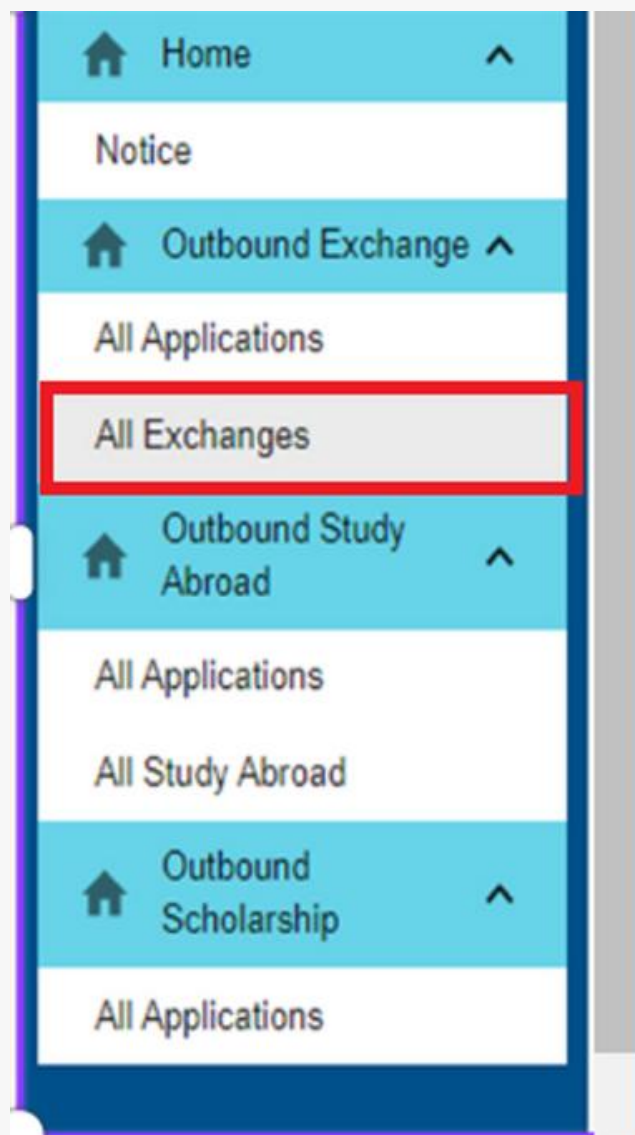 Home
Notice
Outbound Exchange
All Applications
All Exchanges
Outbound Study
Abroad
All Applications
All Study Abroad
Outbound
Scholarship
All Applications